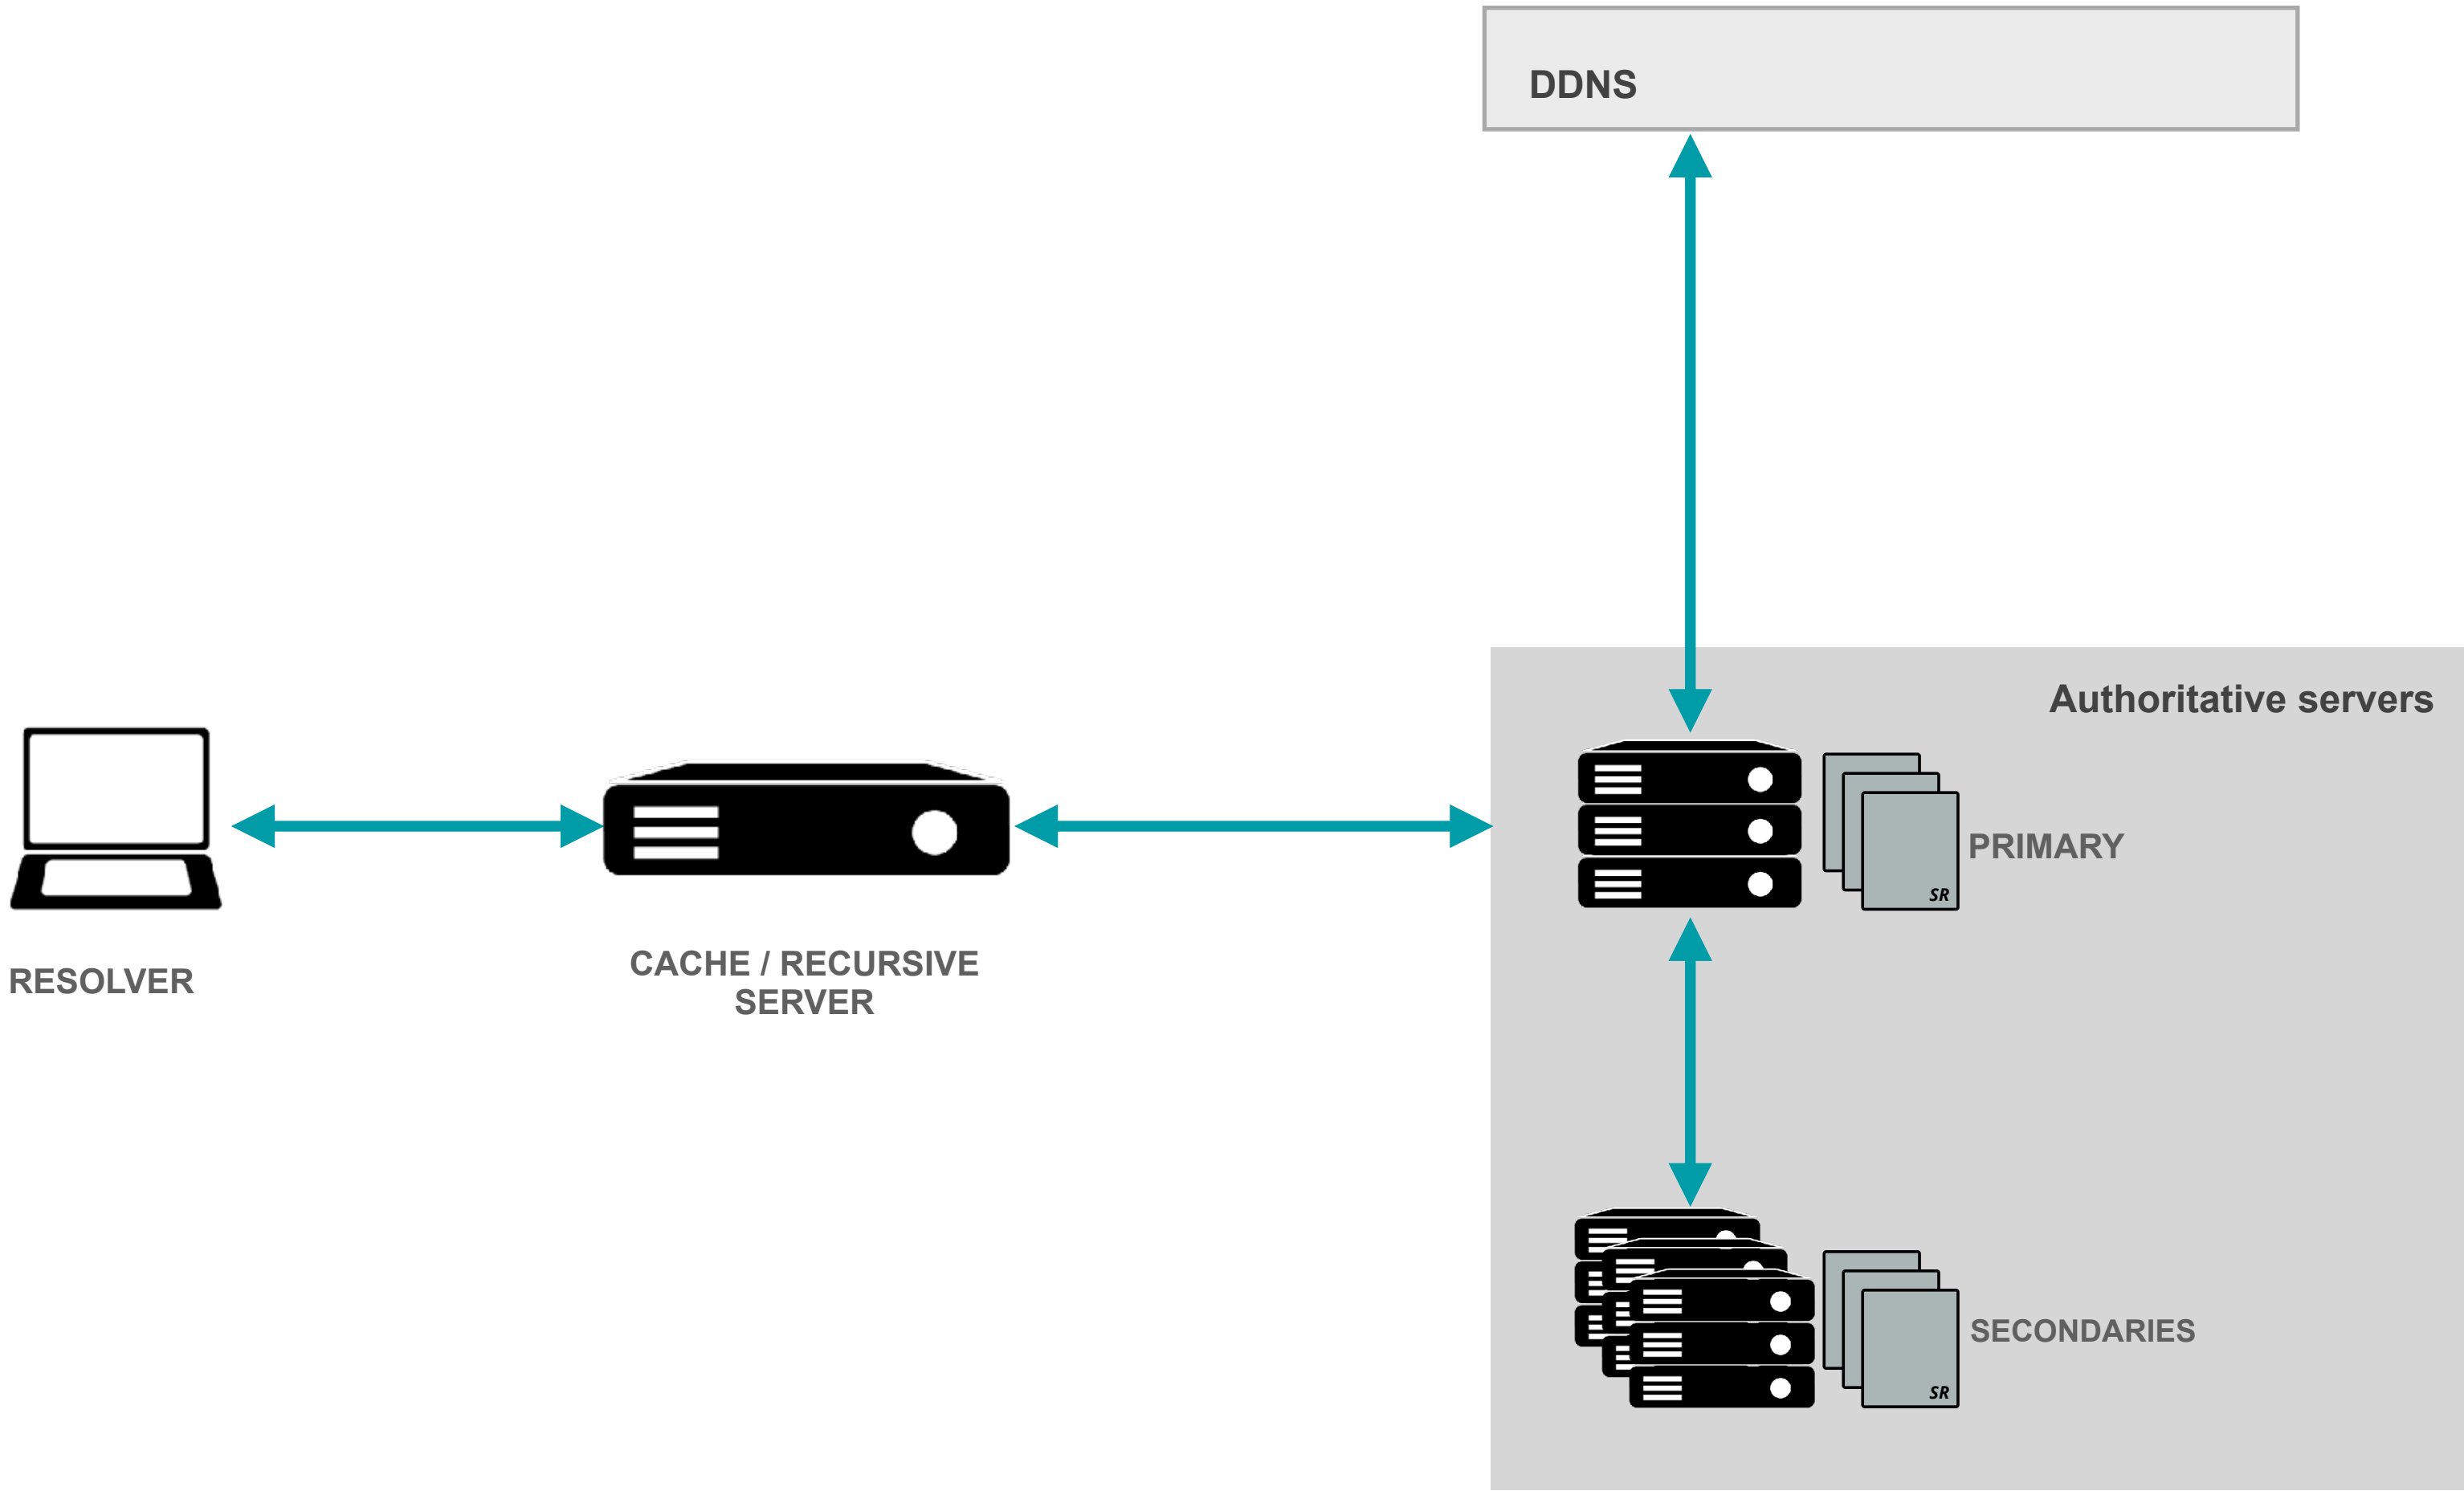 DDNS
Authoritative servers
PRIMARY
SR
RESOLVER
CACHE / RECURSIVE
SERVER
SECONDARIES
SR